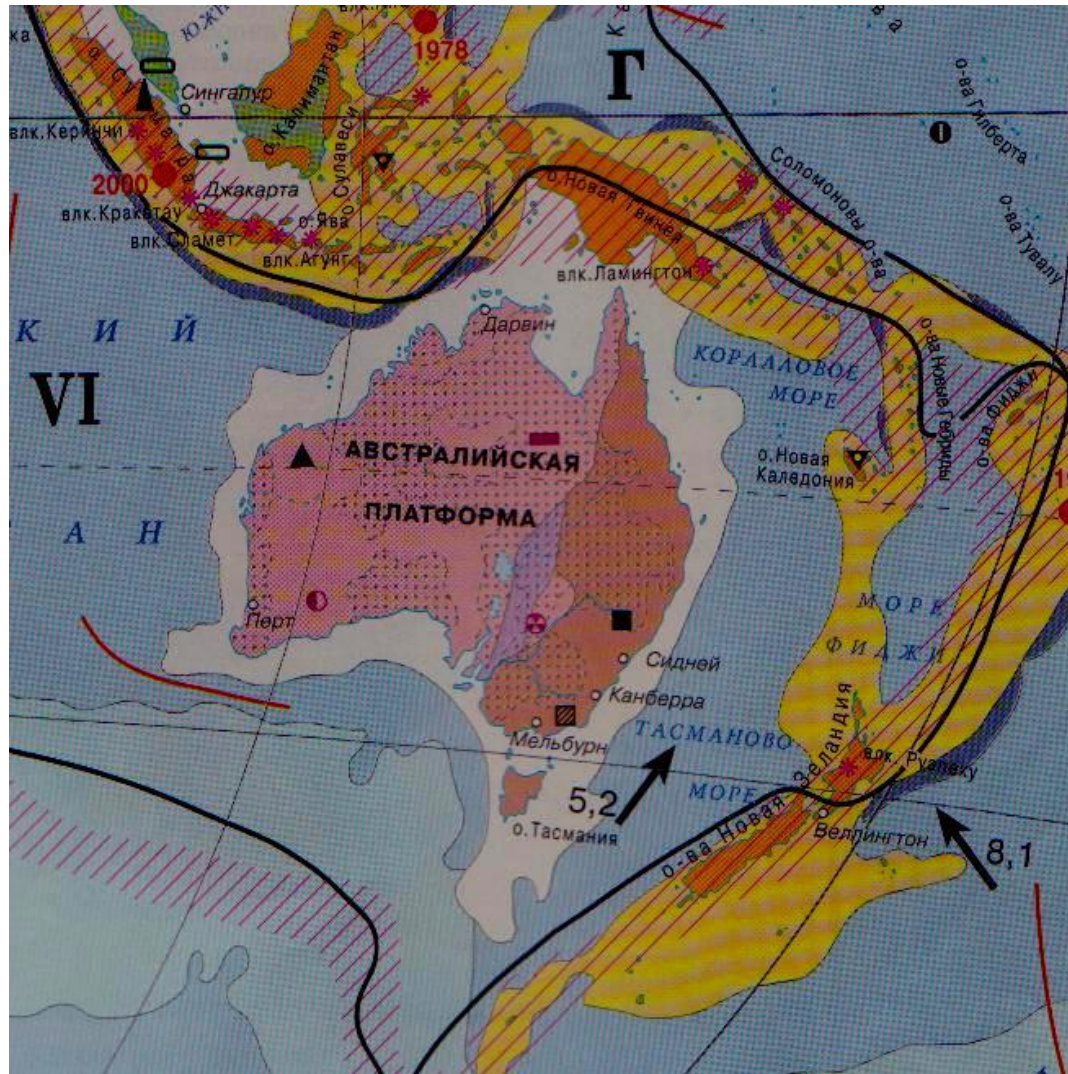 ЮЖН
1978
Г
Сингапур
о. Суматра
о. Калимантан
о. Сулавеси
влк.Керинчи
2000
Джакарта
влк.Кракатау
о.Ява
влк.Сламет
влк.Агунг
о.Новая Гвинея
влк.Ламингтон
Соломоновы о-ва
о-ва Гилберта
о-ва Тувалу
К И Й
VI
Дарвин
КОРАЛЛОВОЕ
МОРЕ
о-ва Новые Гебриды
о-ва Фиджи
АВСТРАЛИЙСКАЯ
ПЛАТФОРМА
о.Новая
Каледония
А Н
Перт
МОРЕ
ФИДЖИ
Сидней
Канберра
Мельбурн
ТАСМАНОВО
МОРЕ
5,2
о.Тасмания
о-ва Новая Зеландия
влк. Руапеху
Веллингтон
8,1